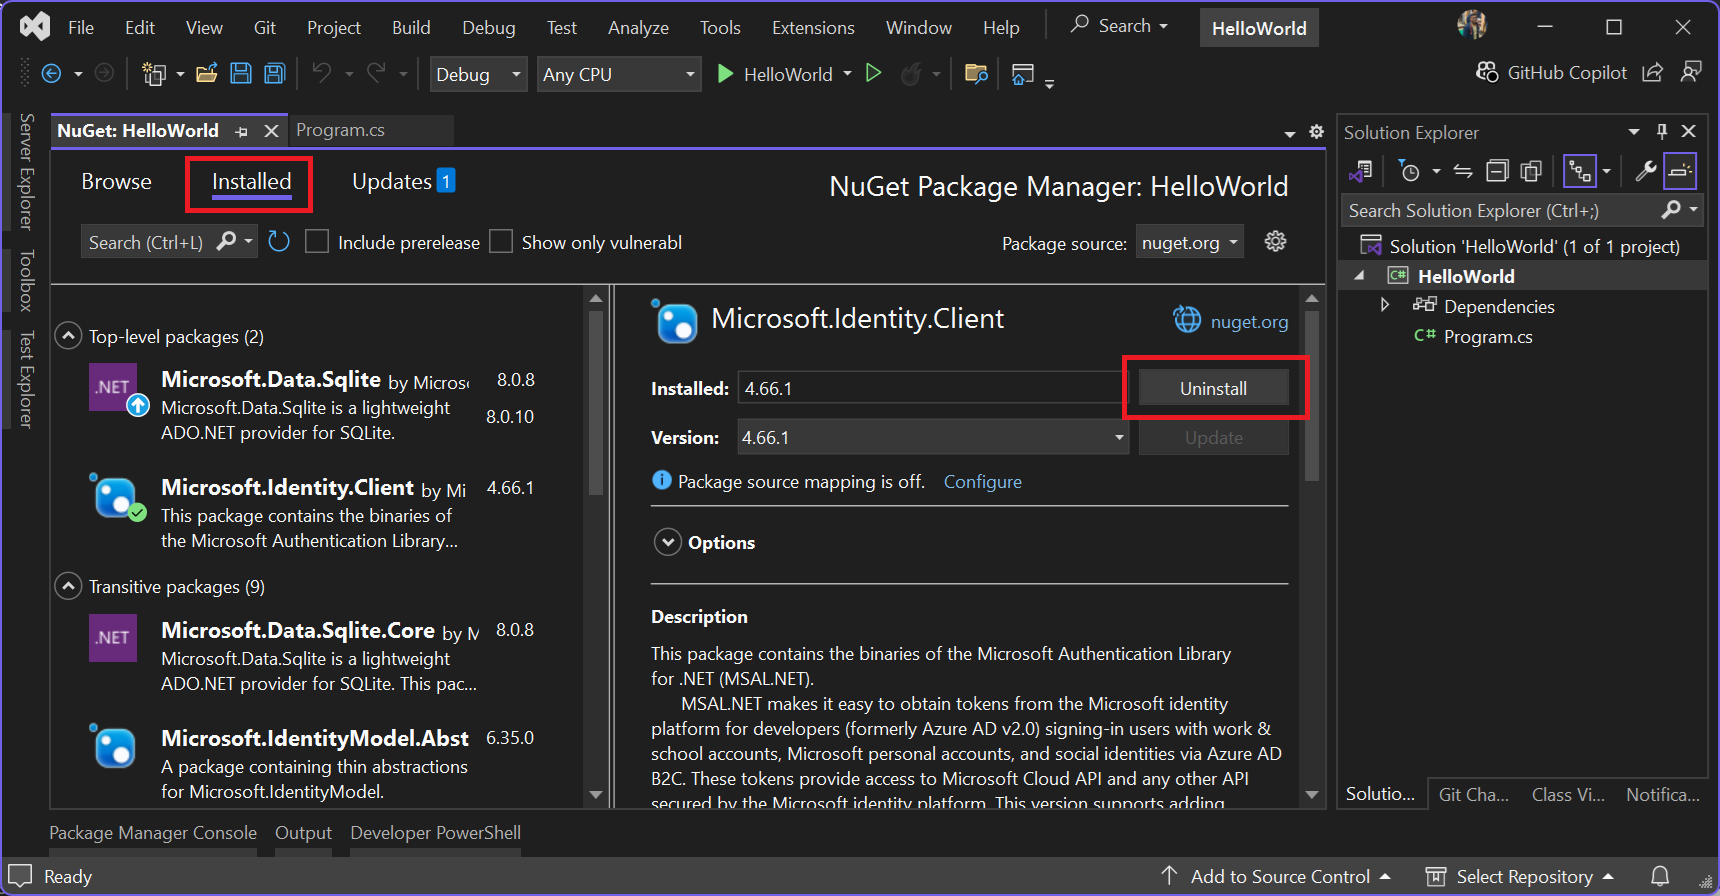 File Edit View Git Project Build Debug Test Analyze Tools Extensions Window Help Search HelloWorld
Debug Any CPU HelloWorld GitHub Copilot
Server Explorer
Toolbox
Test Explorer
NuGet: HelloWorld Program.cs
Browse Installed Updates 1
NuGet Package Manager: HelloWorld
Search (Ctrl+L) Include prerelease Show only vulnerabl
Package source: nuget.org
Top-level packages (2)
.NET
Microsoft.Data.Sqlite by Micros 8.0.8
Microsoft.Data.Sqlite is a lightweight 8.0.10
ADO.NET provider for SQLite.
Microsoft.Identity.Client by Mi 4.66.1
This package contains the binaries of
the Microsoft Authentication Library...
Transitive packages (9)
.NET
Microsoft.Data.Sqlite.Core by M 8.0.8
Microsoft.Data.Sqlite is a lightweight
ADO.NET provider for SQLite. This pac...
Microsoft.IdentityModel.Abst 6.35.0
A package containing thin abstractions
for Microsoft.IdentityModel.
Microsoft.Identity.Client nuget.org
Installed: 4.66.1 Uninstall
Version: 4.66.1 Update
Package source mapping is off. Configure
Options
Description
This package contains the binaries of the Microsoft Authentication Library
for .NET (MSAL.NET).
MSAL.NET makes it easy to obtain tokens from the Microsoft identity
platform for developers (formerly Azure AD v2.0) signing-in users with work &
school accounts, Microsoft personal accounts, and social identities via Azure AD
B2C. These tokens provide access to Microsoft Cloud API and any other API
secured by the Microsoft identity platform. This version supports adding
Solution Explorer
Search Solution Explorer (Ctrl+;)
Solution 'HelloWorld' (1 of 1 project)
C# HelloWorld
Dependencies
C# Program.cs
Solutio... Git Cha... Class Vi... Notifica...
Package Manager Console Output Developer PowerShell
Ready Add to Source Control Select Repository